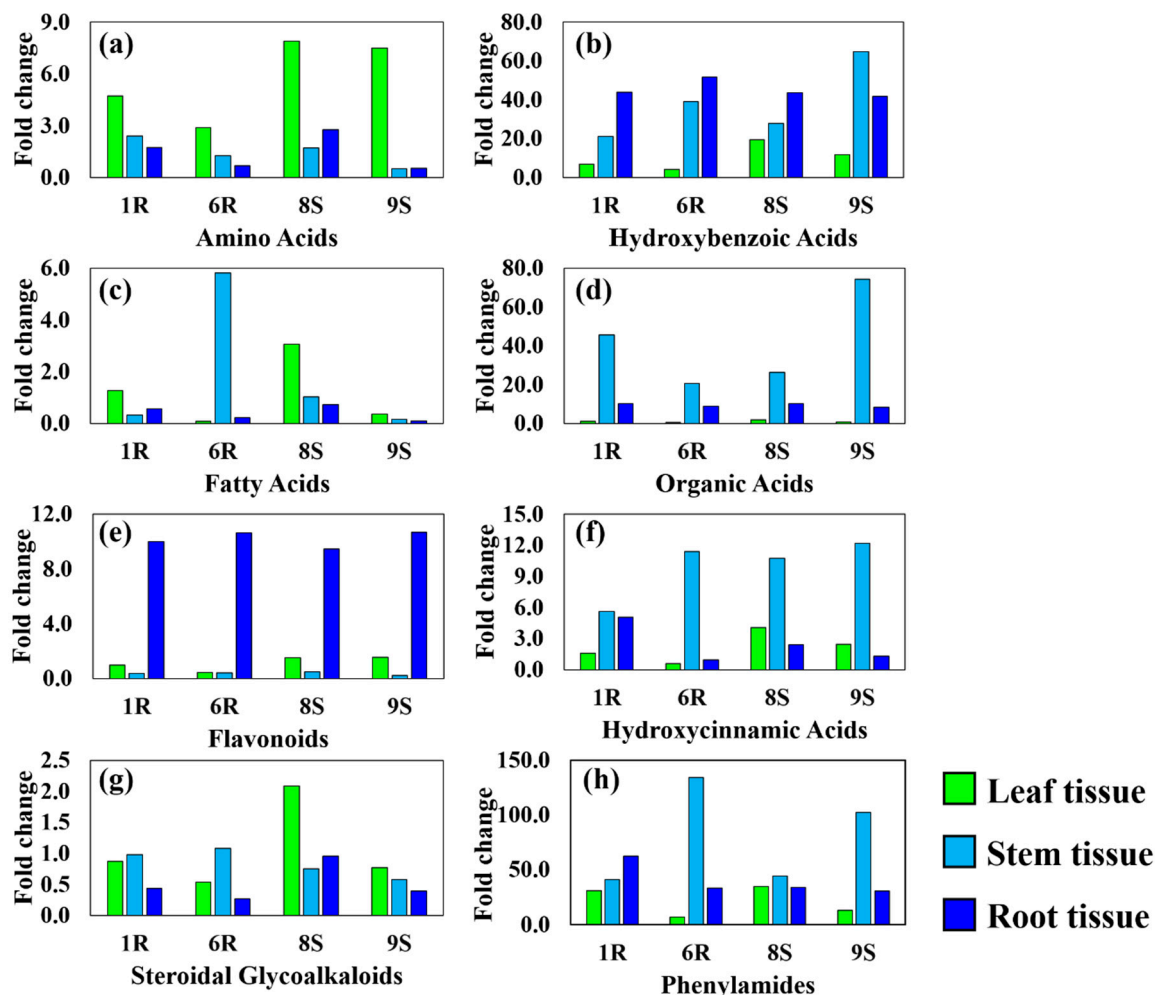 (a)
Fold change
9.0
6.0
3.0
0.0
1R 6R 8S 9S
Amino Acids
(b)
Fold change
80.0
60.0
40.0
20.0
0.0
1R 6R 8S 9S
Hydroxybenzoic Acids
(c)
Fold change
6.0
4.0
2.0
0.0
1R 6R 8S 9S
Fatty Acids
(d)
Fold change
80.0
60.0
40.0
20.0
0.0
1R 6R 8S 9S
Organic Acids
(e)
Fold change
12.0
8.0
4.0
0.0
1R 6R 8S 9S
Flavonoids
(f)
Fold change
15.0
12.0
9.0
6.0
3.0
0.0
1R 6R 8S 9S
Hydroxycinnamic Acids
(g)
Fold change
2.5
2.0
1.5
1.0
0.5
0.0
1R 6R 8S 9S
Steroidal Glycoalkaloids
(h)
Fold change
150.0
100.0
50.0
0.0
1R 6R 8S 9S
Phenylamides
Leaf tissue
Stem tissue
Root tissue